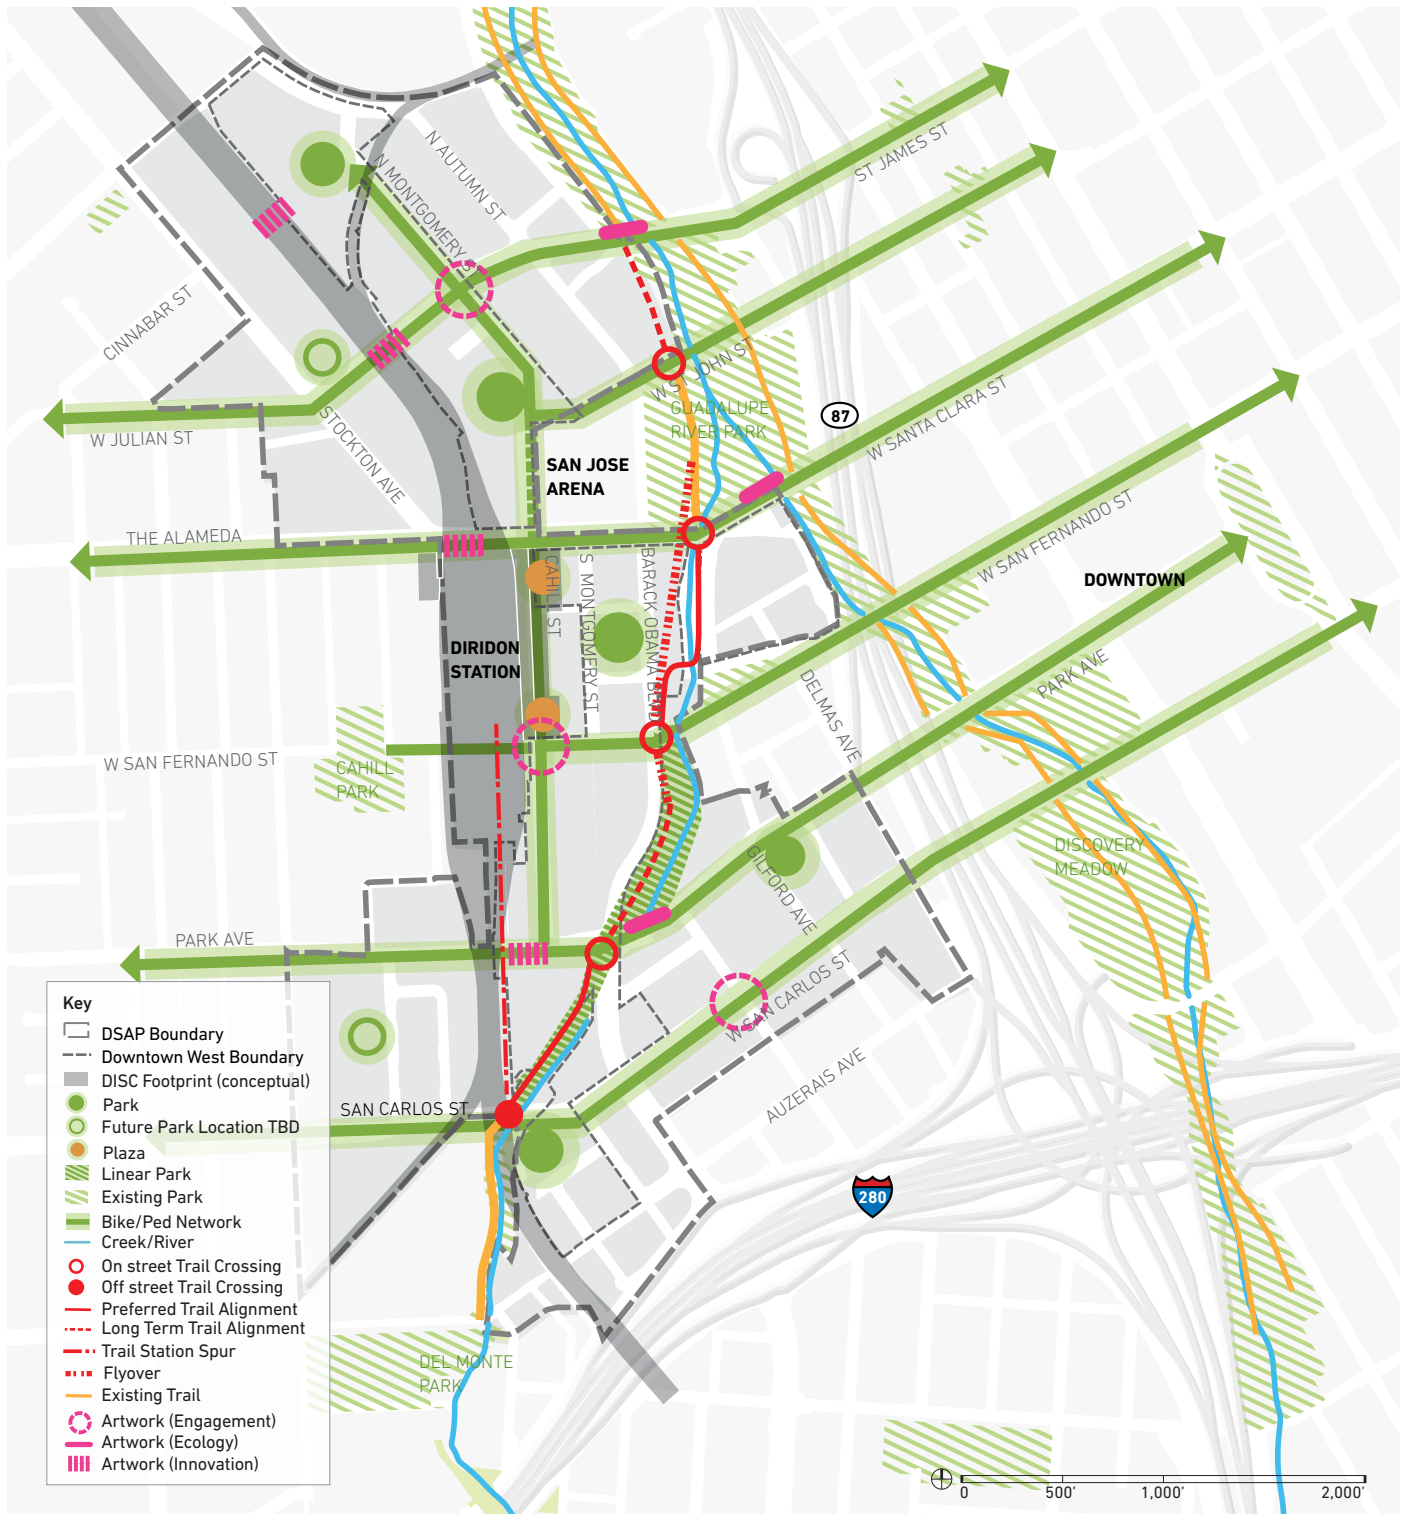 ST JAMES ST
N AUTUMN ST
N MONTGOMERY ST
CINNABAR ST
W ST JOHN ST
GUADALUPE
RIVER PARK
87
W SANTA CLARA ST
W JULIAN ST
STOCKTON AVE
SAN JOSE
ARENA
THE ALAMEDA
CAHILL ST
S MONTGOMERY ST
BARACK OBAMA BLVD
W SAN FERNANDO ST
DOWNTOWN
DIRIDON
STATION
DELMAS AVE
PARK AVE
W SAN FERNANDO ST
CAHILL
PARK
GILFORD AVE
DISCOVERY
MEADOW
PARK AVE
W SAN CARLOS ST
AUZERAIS AVE
SAN CARLOS ST
280
DEL MONTE
PARK
Key
DSAP Boundary
Downtown West Boundary
DISC Footprint (conceptual)
Park
Future Park Location TBD
Plaza
Linear Park
Existing Park
Bike/Ped Network
Creek/River
On street Trail Crossing
Off street Trail Crossing
Preferred Trail Alignment
Long Term Trail Alignment
Trail Station Spur
Flyover
Existing Trail
Artwork (Engagement)
Artwork (Ecology)
Artwork (Innovation)
0 500' 1,000' 2,000'